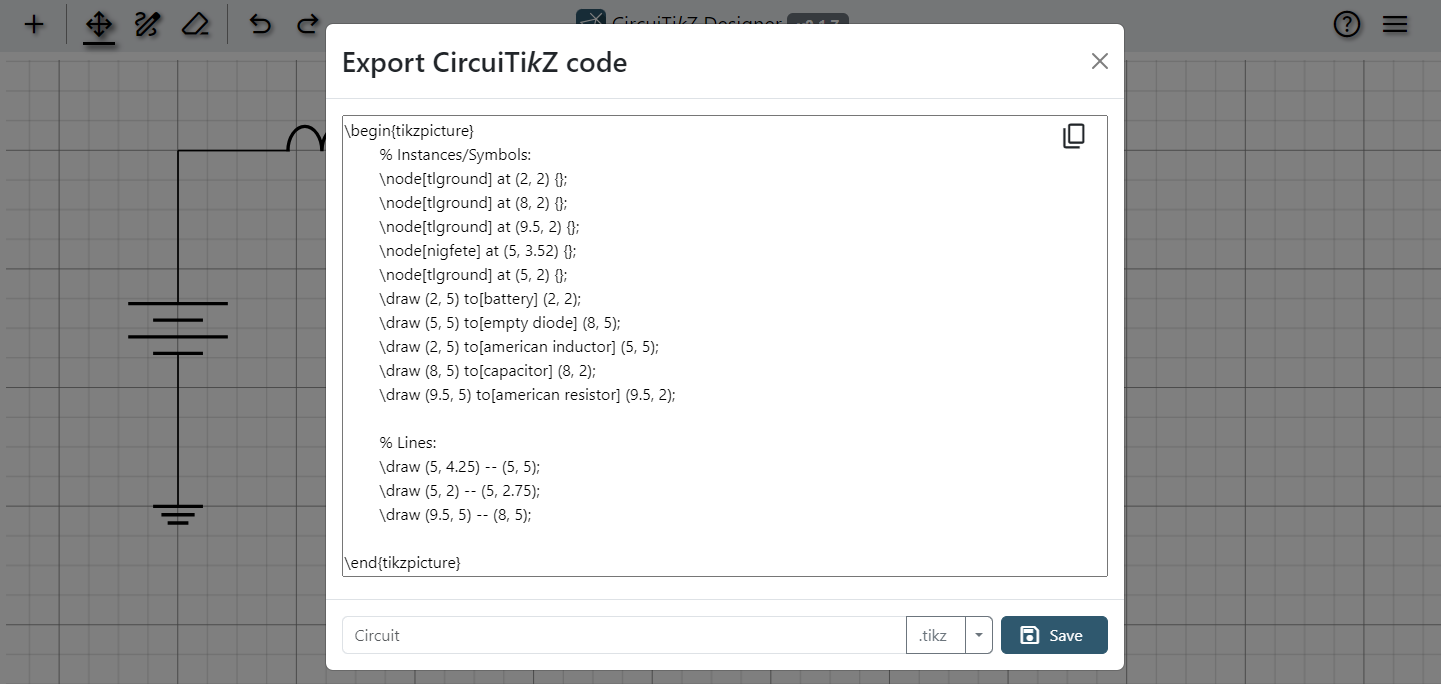 CircuiTikZ Designer v0.1.7
Export CircuiTikZ code
\begin{tikzpicture}
% Instances/Symbols:
\node[tlground] at (2, 2) {};
\node[tlground] at (8, 2) {};
\node[tlground] at (9.5, 2) {};
\node[nigfete] at (5, 3.52) {};
\node[tlground] at (5, 2) {};
\draw (2, 5) to[battery] (2, 2);
\draw (5, 5) to[empty diode] (8, 5);
\draw (2, 5) to[american inductor] (5, 5);
\draw (8, 5) to[capacitor] (8, 2);
\draw (9.5, 5) to[american resistor] (9.5, 2);
% Lines:
\draw (5, 4.25) -- (5, 5);
\draw (5, 2) -- (5, 2.75);
\draw (9.5, 5) -- (8, 5);
\end{tikzpicture}
Circuit .tikz Save